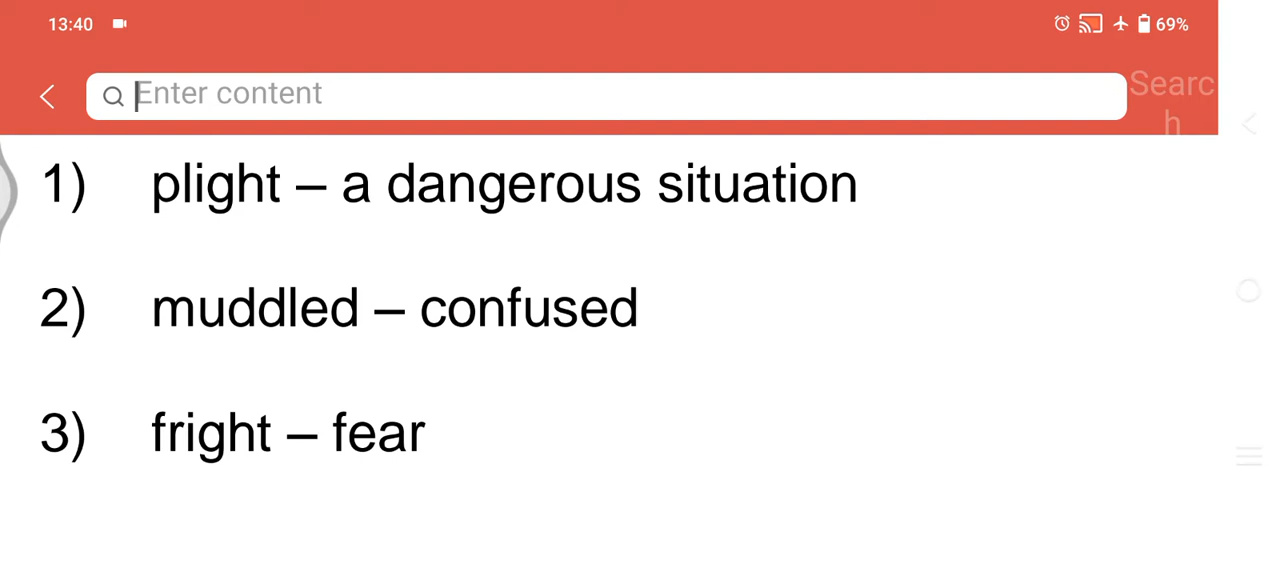 13:40
69%
Enter content
Searc
h
1) plight – a dangerous situation
2) muddled – confused
3) fright – fear